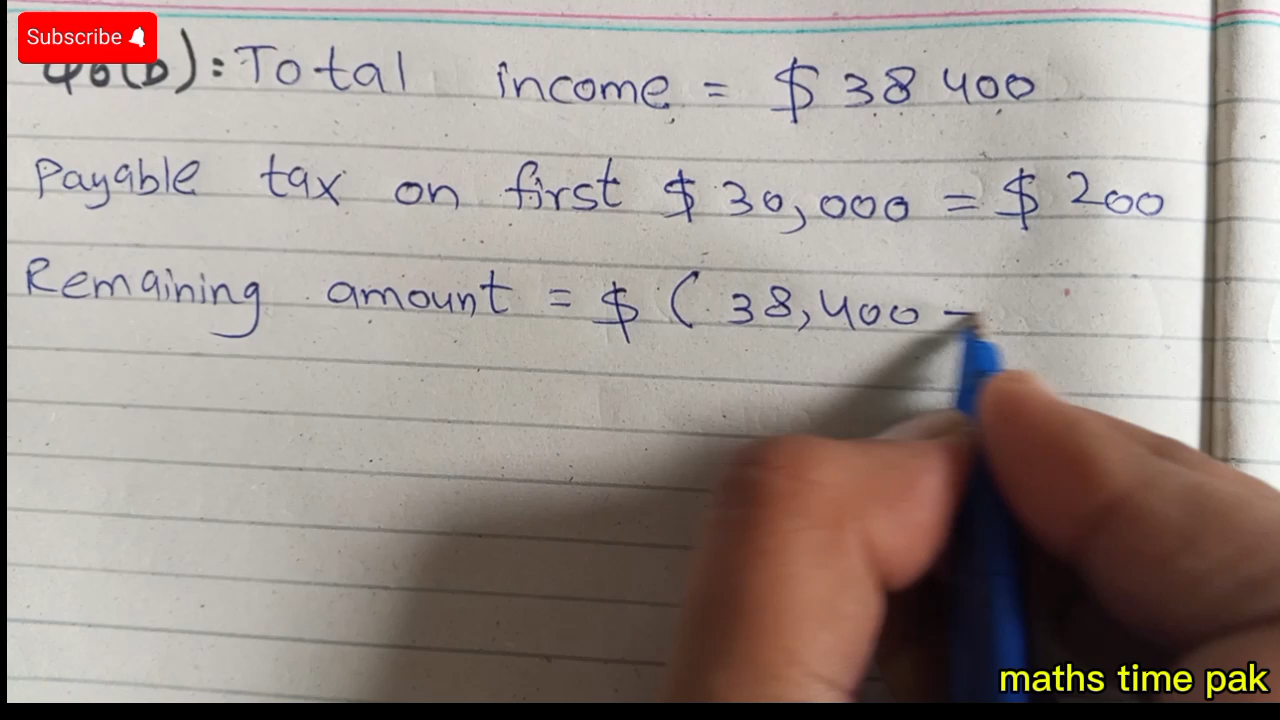 Subscribe
Q6(b): Total income = $ 38 400
Payable tax on first $ 30,000 = $ 200
Remaining amount = $ ( 38,400 -
maths time pak